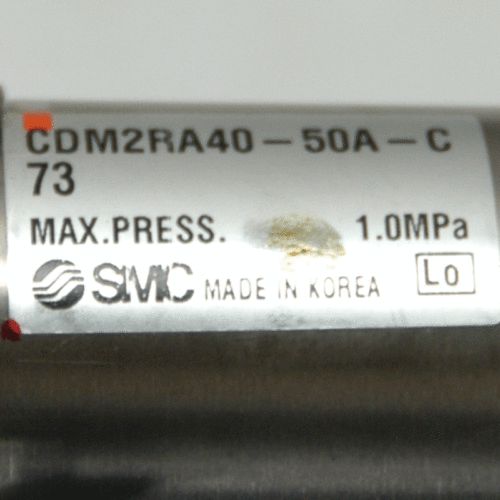 CDM2RA40-50A-C
73
MAX.PRESS. 1.0MPa
SMC MADE IN KOREA Lo